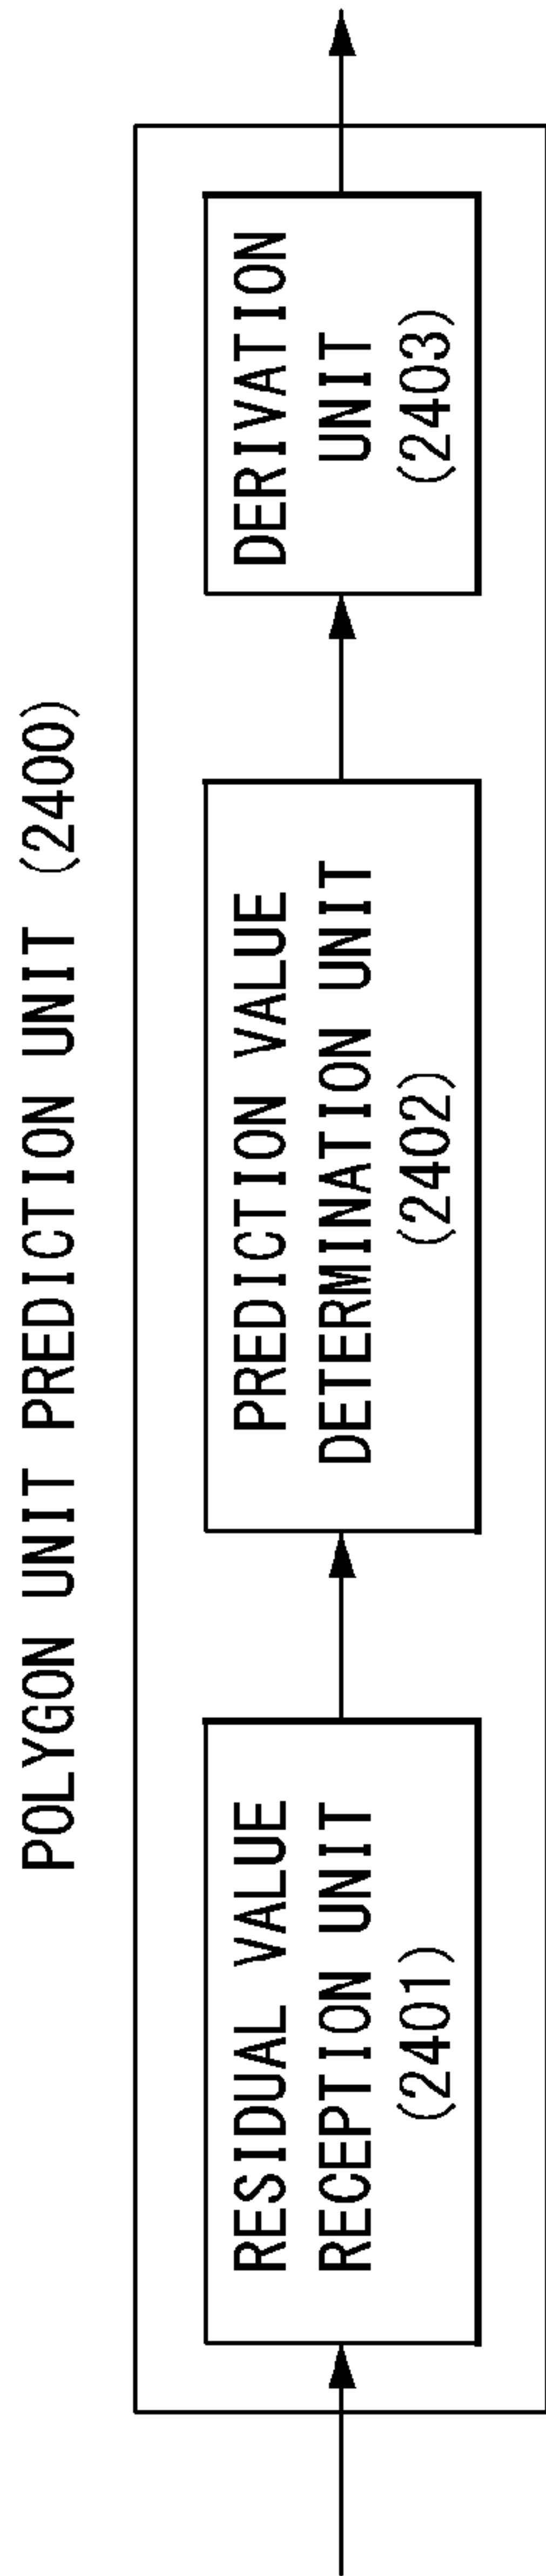 POLYGON UNIT PREDICTION UNIT (2400)
RESIDUAL VALUE
RECEPTION UNIT
(2401)
PREDICTION VALUE
DETERMINATION UNIT
(2402)
DERIVATION
UNIT
(2403)